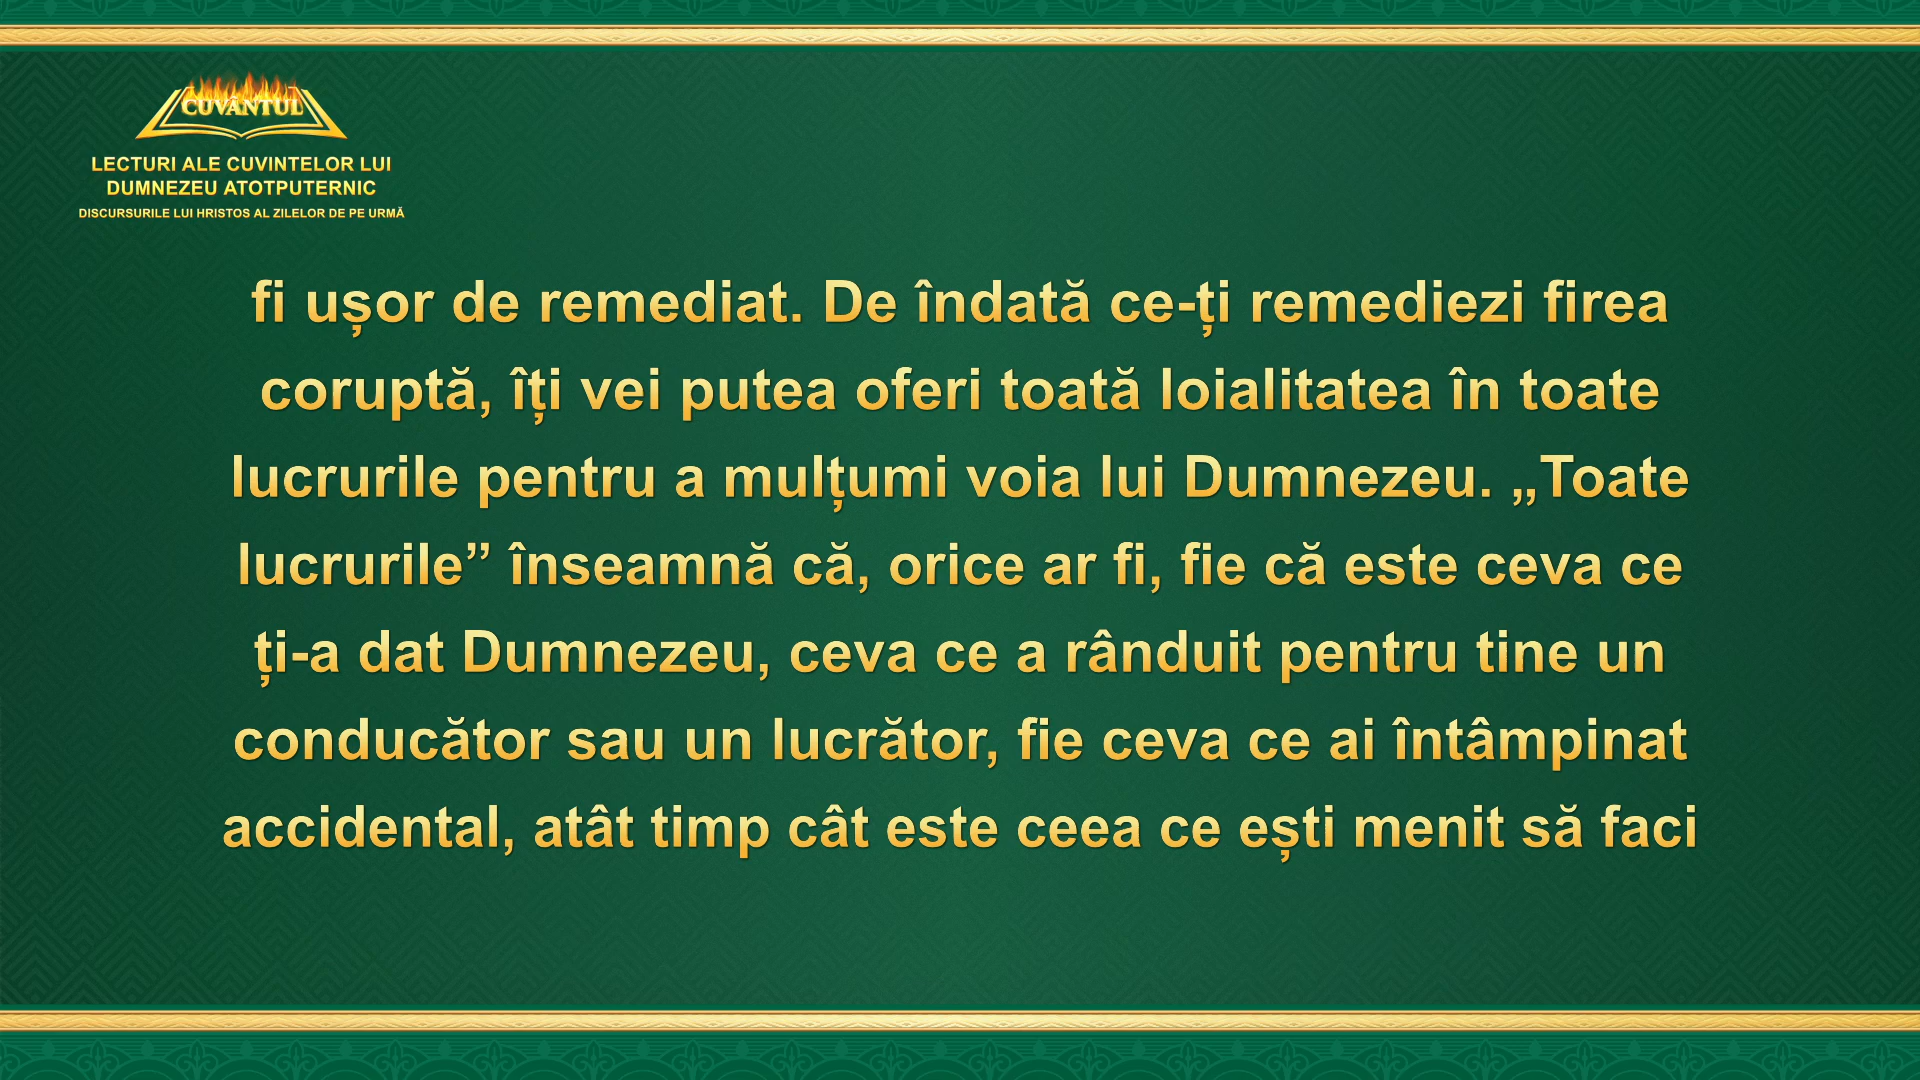 CUVÂNTUL
LECTURI ALE CUVINTELOR LUI
DUMNEZEU ATOTPUTERNIC
DISCURSURILE LUI HRISTOS AL ZILELOR DE PE URMĂ
fi ușor de remediat. De îndată ce-ți remediezi firea
coruptă, îți vei putea oferi toată loialitatea în toate
lucrurile pentru a mulțumi voia lui Dumnezeu. „Toate
lucrurile” înseamnă că, orice ar fi, fie că este ceva ce
ți-a dat Dumnezeu, ceva ce a rânduit pentru tine un
conducător sau un lucrător, fie ceva ce ai întâmpinat
accidental, atât timp cât este ceea ce ești menit să faci